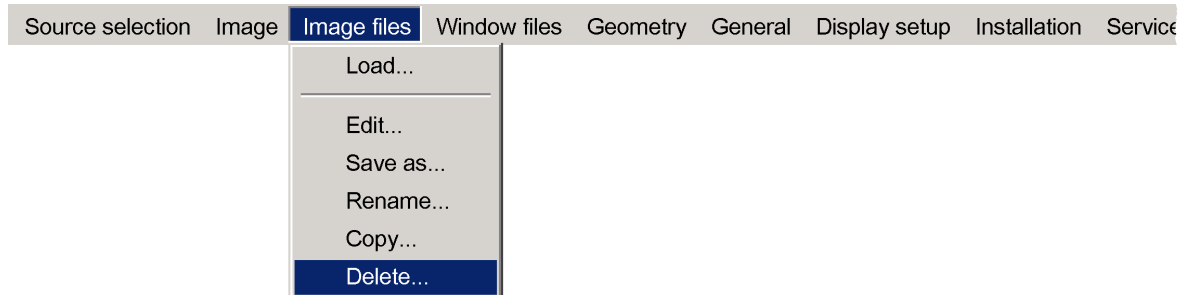 Source selection Image Image files Window files Geometry General Display setup Installation Service
Load...
Edit...
Save as...
Rename...
Copy...
Delete...